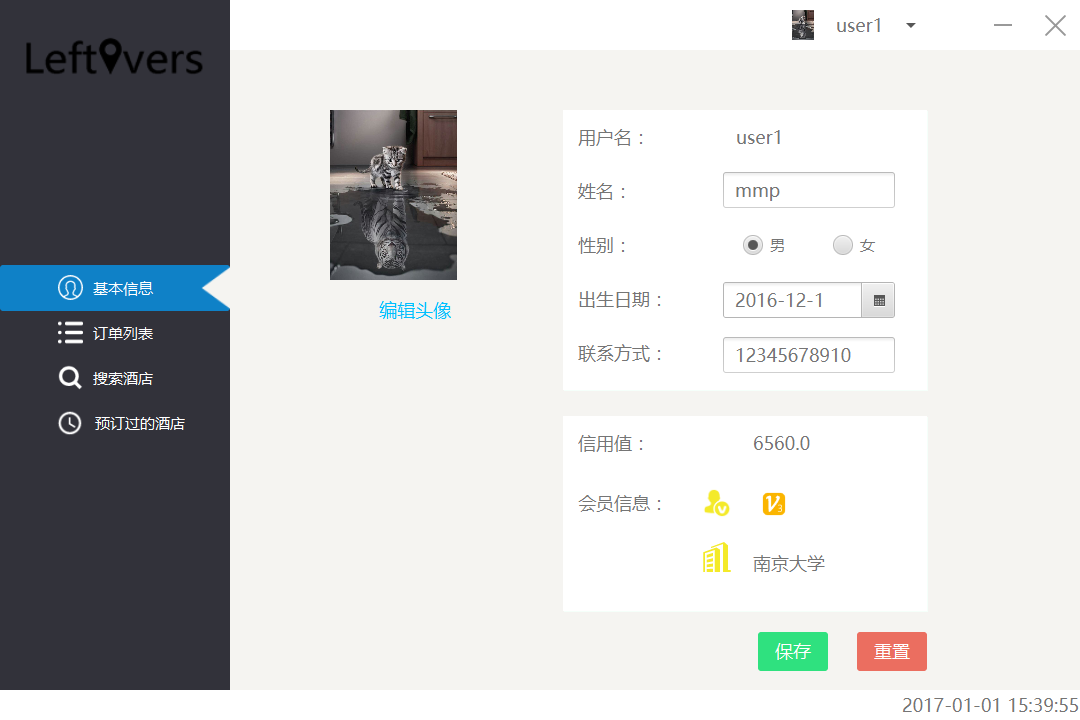 Left vers
user1
基本信息
订单列表
搜索酒店
预订过的酒店
编辑头像
用户名：
user1
姓名：
mmp
性别：
男
女
出生日期：
2016-12-1
联系方式：
12345678910
信用值：
6560.0
会员信息：
V3
南京大学
保存
重置
2017-01-01 15:39:55